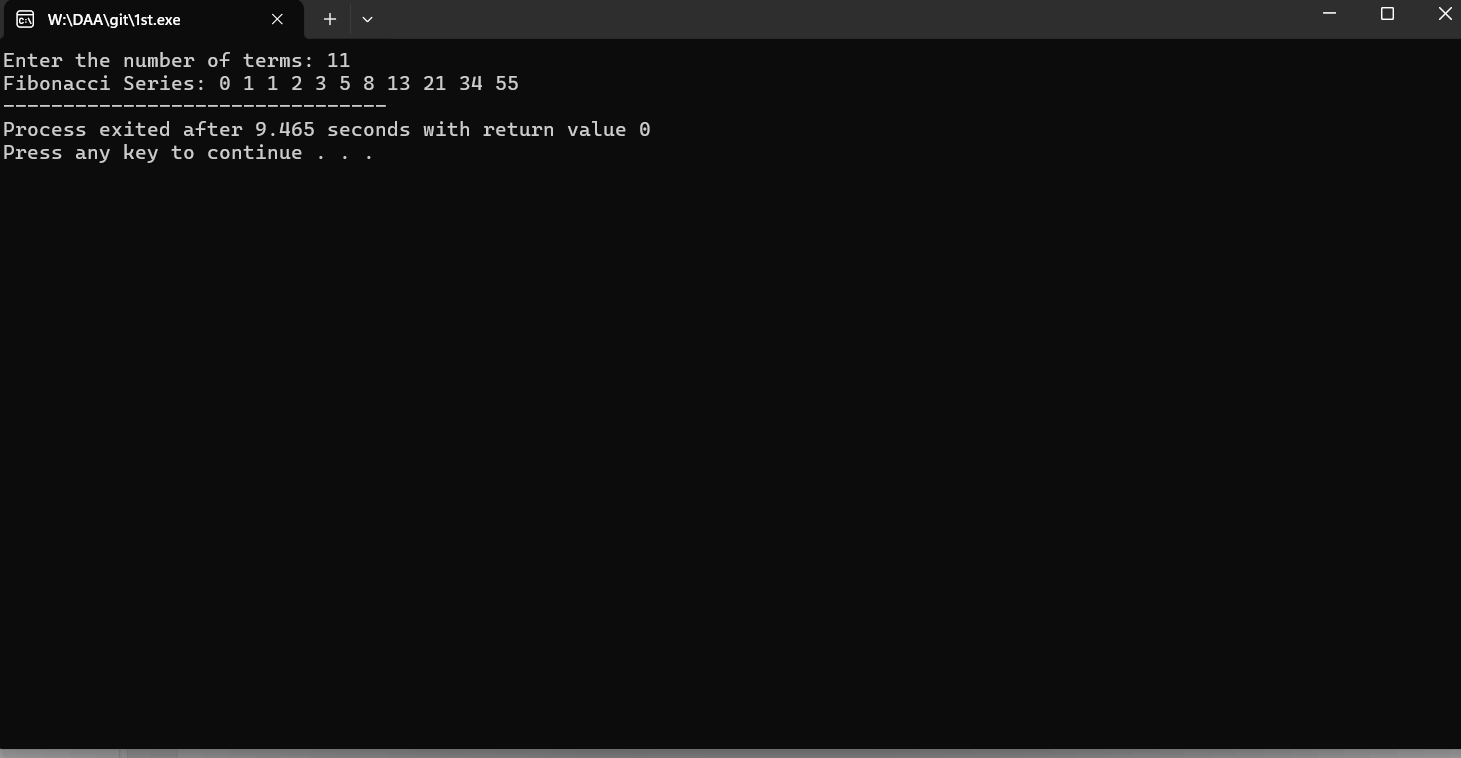 W:\DAA\git\1st.exe
Enter the number of terms: 11
Fibonacci Series: 0 1 1 2 3 5 8 13 21 34 55
--------------------------------
Process exited after 9.465 seconds with return value 0
Press any key to continue . . .